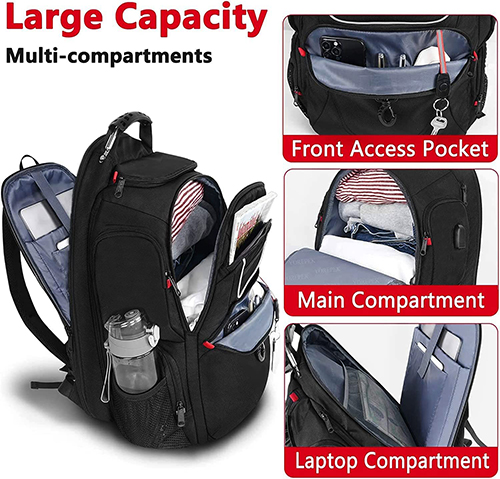 Large Capacity
Multi-compartments
Front Access Pocket
Main Compartment
Laptop Compartment